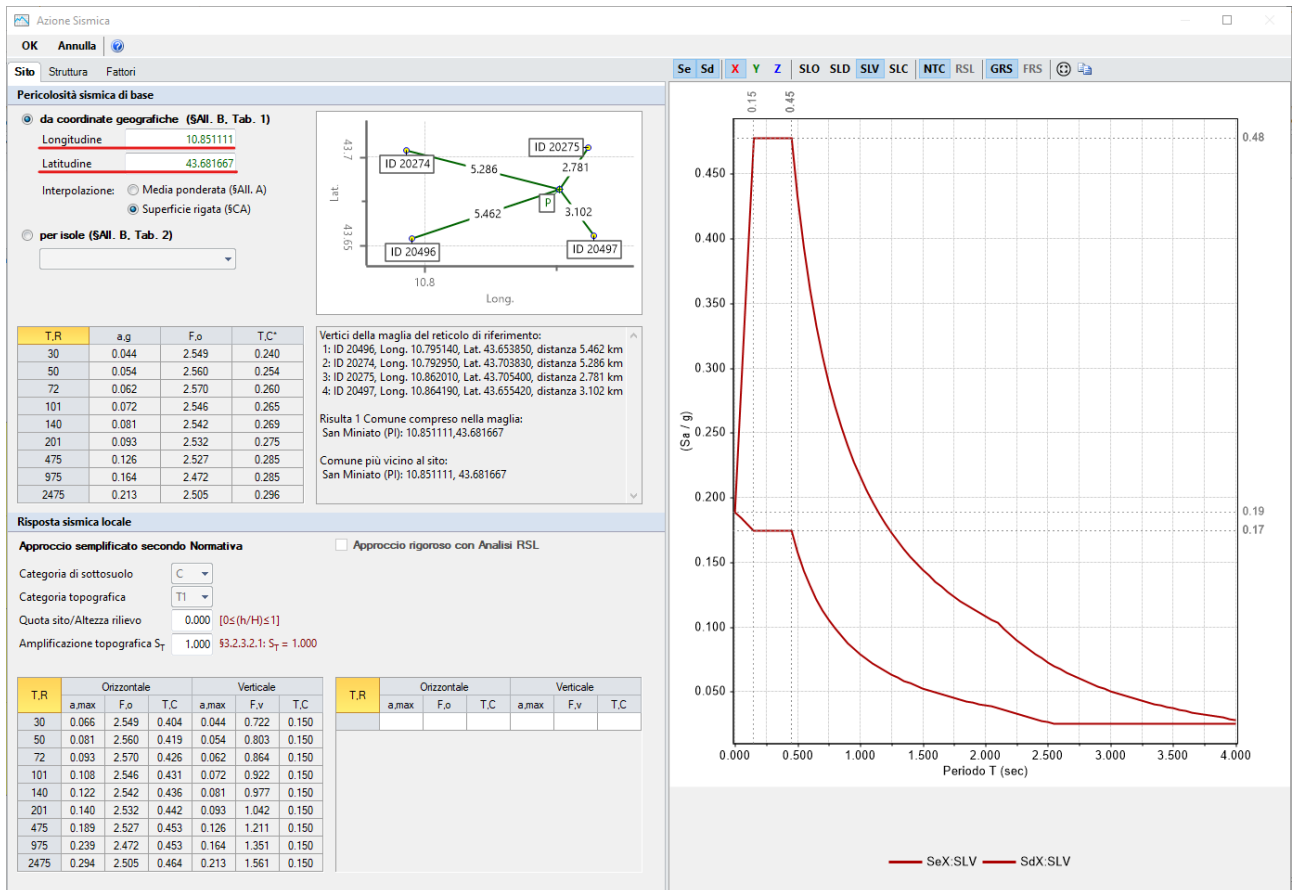 Azione Sismica
OK Annulla
Sito Struttura Fattori
Pericolosità sismica di base
da coordinate geografiche (§All. B, Tab. 1)
Longitudine 10.851111
Latitudine 43.681667
Interpolazione: Media ponderata (§All. A)
Superficie rigata (§CA)
per isole (§All. B, Tab. 2)
43.7
Lat.
43.65
ID 20274
ID 20275
5.286
2.781
P
5.462
3.102
ID 20496
ID 20497
10.8
Long.
T,R a,g F,o T,C*
30 0.044 2.549 0.240
50 0.054 2.560 0.254
72 0.062 2.570 0.260
101 0.072 2.546 0.265
140 0.081 2.542 0.269
201 0.093 2.532 0.275
475 0.126 2.527 0.285
975 0.164 2.472 0.285
2475 0.213 2.505 0.296
Vertici della maglia del reticolo di riferimento:
1: ID 20496, Long. 10.795140, Lat. 43.653850, distanza 5.462 km
2: ID 20274, Long. 10.792950, Lat. 43.703830, distanza 5.286 km
3: ID 20275, Long. 10.862010, Lat. 43.705400, distanza 2.781 km
4: ID 20497, Long. 10.864190, Lat. 43.655420, distanza 3.102 km
Risulta 1 Comune compreso nella maglia:
San Miniato (PI): 10.851111,43.681667
Comune più vicino al sito:
San Miniato (PI): 10.851111, 43.681667
Risposta sismica locale
Approccio semplificato secondo Normativa
Approccio rigoroso con Analisi RSL
Categoria di sottosuolo C
Categoria topografica T1
Quota sito/Altezza rilievo 0.000 [0≤(h/H)≤1]
Amplificazione topografica ST 1.000 §3.2.3.2.1: ST = 1.000
T,R Orizzontale Verticale
a,max F,o T,C a,max F,v T,C
30 0.066 2.549 0.404 0.044 0.722 0.150
50 0.081 2.560 0.419 0.054 0.803 0.150
72 0.093 2.570 0.426 0.062 0.864 0.150
101 0.108 2.546 0.431 0.072 0.922 0.150
140 0.122 2.542 0.436 0.081 0.977 0.150
201 0.140 2.532 0.442 0.093 1.042 0.150
475 0.189 2.527 0.453 0.126 1.211 0.150
975 0.239 2.472 0.453 0.164 1.351 0.150
2475 0.294 2.505 0.464 0.213 1.561 0.150
T,R Orizzontale Verticale
a,max F,o T,C a,max F,v T,C
Se Sd X Y Z SLO SLD SLV SLC NTC RSL GRS FRS
0.15 0.45
0.48
0.19
0.17
(Sa / g)
0.450
0.400
0.350
0.300
0.250
0.200
0.150
0.100
0.050
0.000 0.500 1.000 1.500 2.000 2.500 3.000 3.500 4.000
Periodo T (sec)
SeX:SLV SdX:SLV